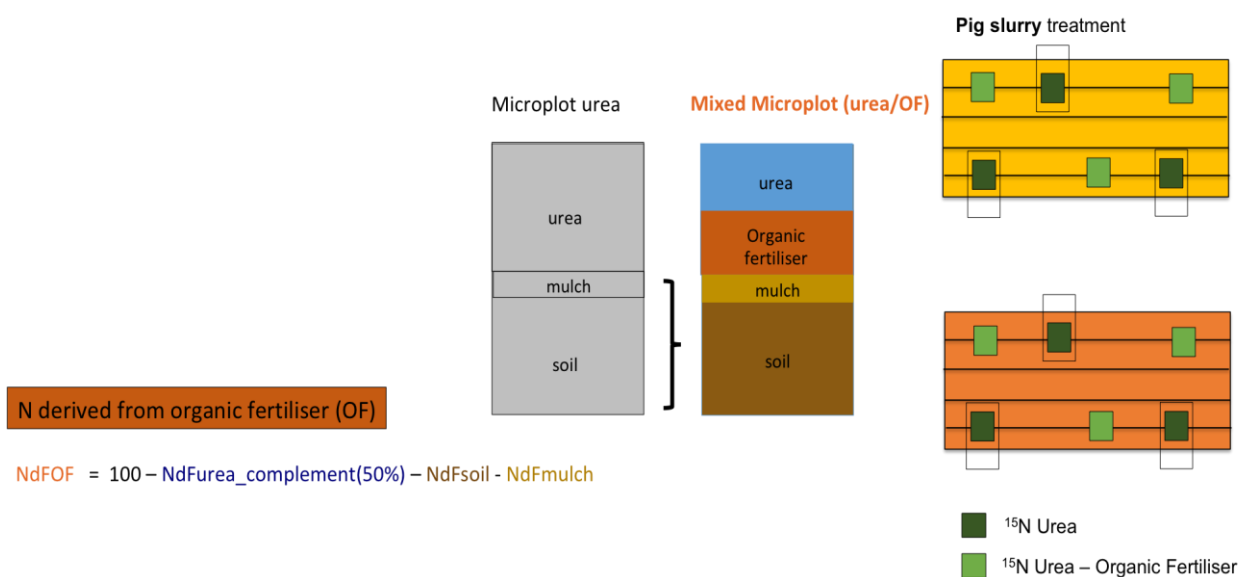 Pig slurry treatment
Microplot urea
Mixed Microplot (urea/OF)
urea
mulch
soil
urea
Organic
fertiliser
mulch
soil
N derived from organic fertiliser (OF)
NdFOF = 100 – NdFurea_complement(50%) – NdFsoil - NdFmulch
15N Urea
15N Urea – Organic Fertiliser